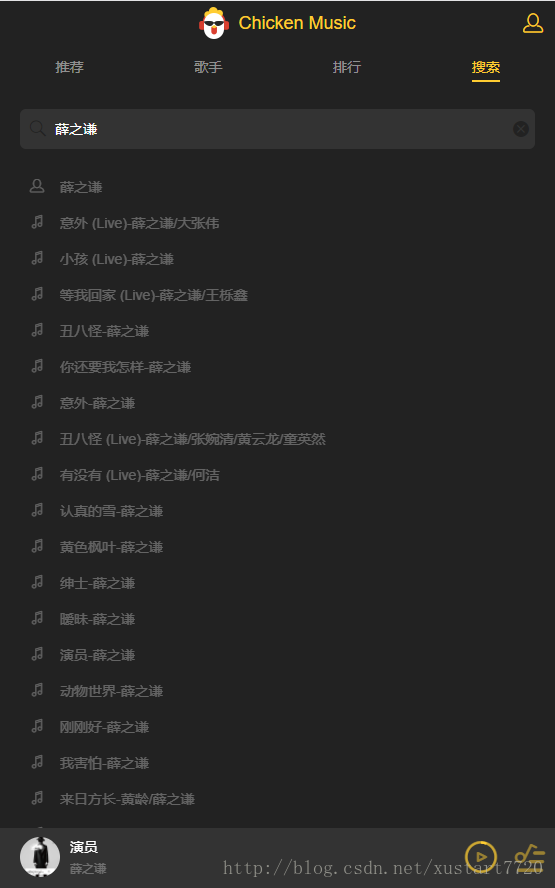 Chicken Music
推荐 歌手 排行 搜索
薛之谦
薛之谦
意外 (Live)-薛之谦/大张伟
小孩 (Live)-薛之谦
等我回家 (Live)-薛之谦/王栎鑫
丑八怪-薛之谦
你还要我怎样-薛之谦
意外-薛之谦
丑八怪 (Live)-薛之谦/张婉清/黄云龙/童英然
有没有 (Live)-薛之谦/何洁
认真的雪-薛之谦
黄色枫叶-薛之谦
绅士-薛之谦
暧昧-薛之谦
演员-薛之谦
动物世界-薛之谦
刚刚好-薛之谦
我害怕-薛之谦
来日方长-黄龄/薛之谦
演员
薛之谦
http://blog.csdn.net/xustart7720